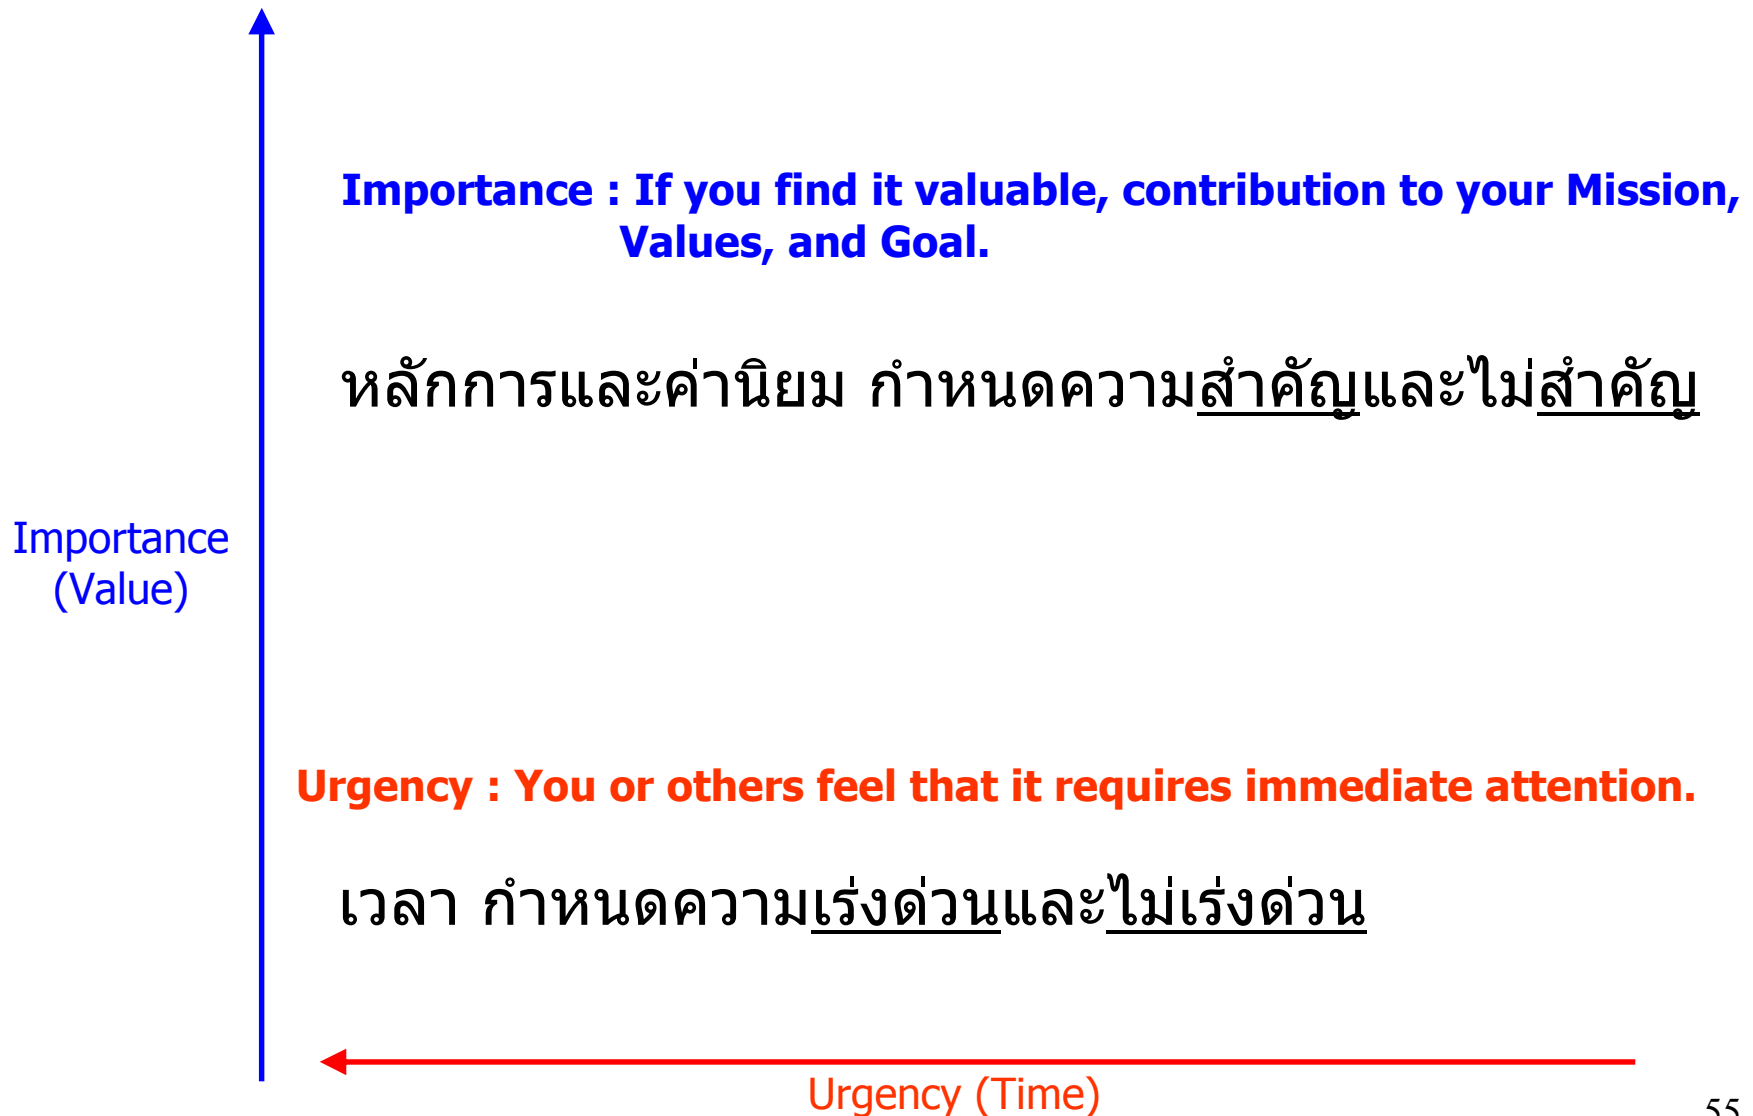 Importance : If you find it valuable, contribution to your Mission,
Values, and Goal.
หลักการและค่านิยม กำหนดความสำคัญและไม่สำคัญ
Importance
(Value)
Urgency : You or others feel that it requires immediate attention.
เวลา กำหนดความเร่งด่วนและไม่เร่งด่วน
Urgency (Time)
55